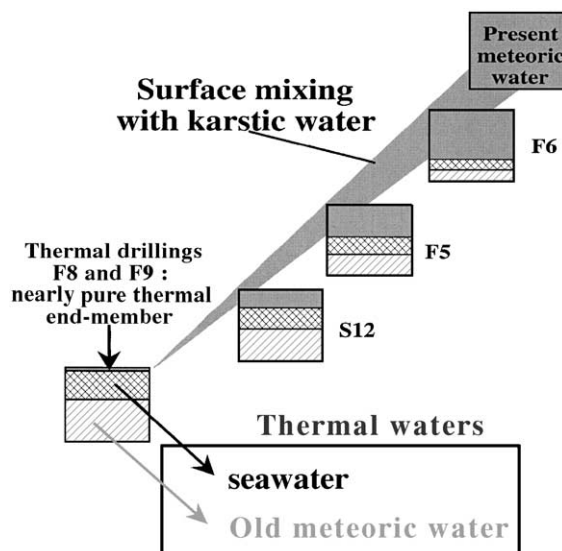 Present
meteoric
water
Surface mixing
with karstic water
F6
F5
Thermal drillings
F8 and F9 :
nearly pure thermal
end-member
S12
Thermal waters
seawater
Old meteoric water